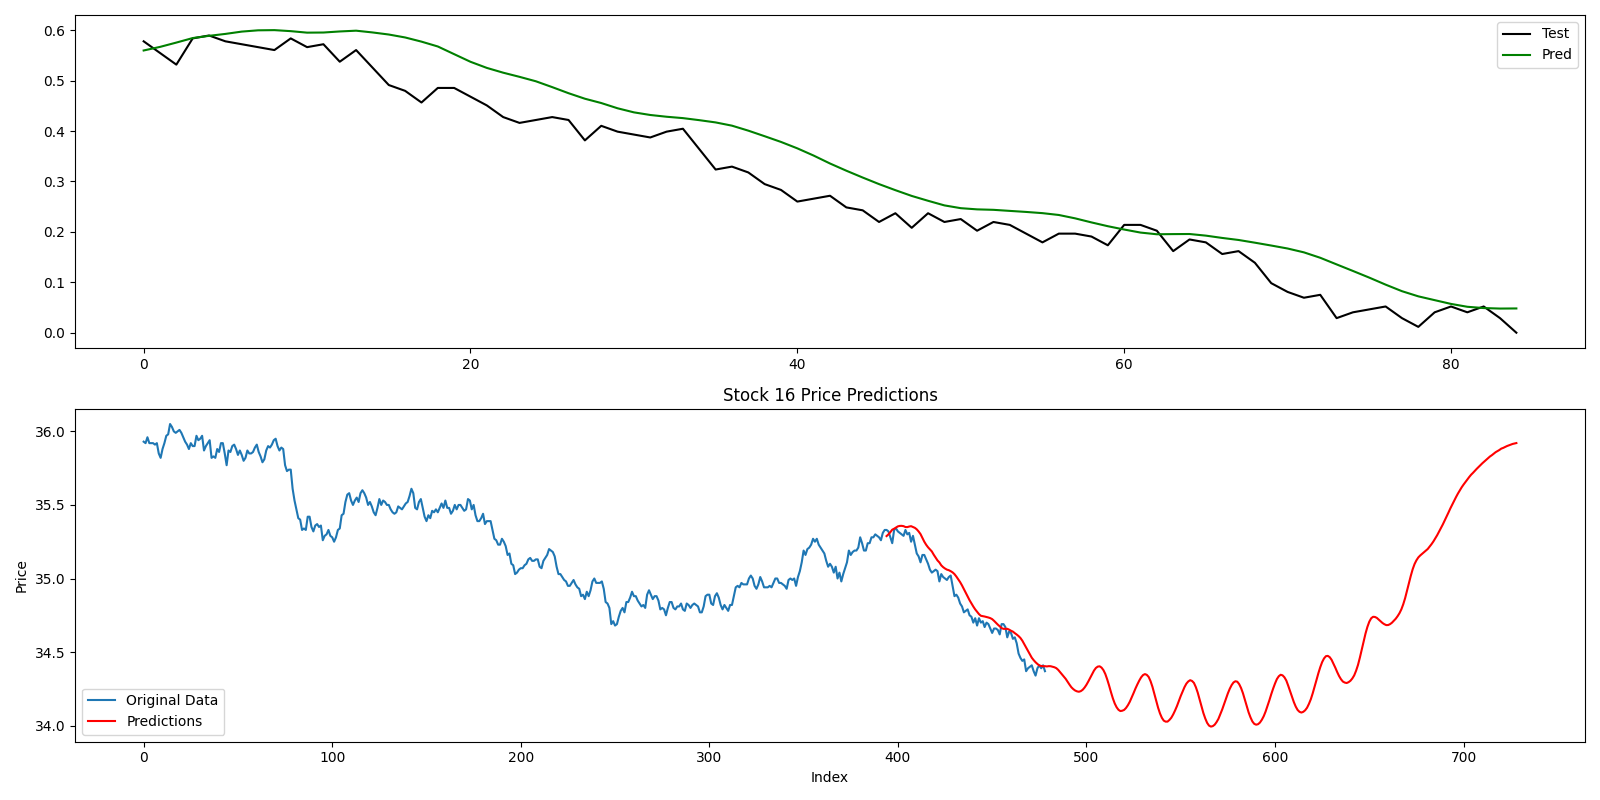 0.6
0.5
0.4
0.3
0.2
0.1
0.0
Test
Pred
0 20 40 60 80
Stock 16 Price Predictions
36.0
35.5
35.0
34.5
34.0
Price
Original Data
Predictions
0 100 200 300 400 500 600 700
Index